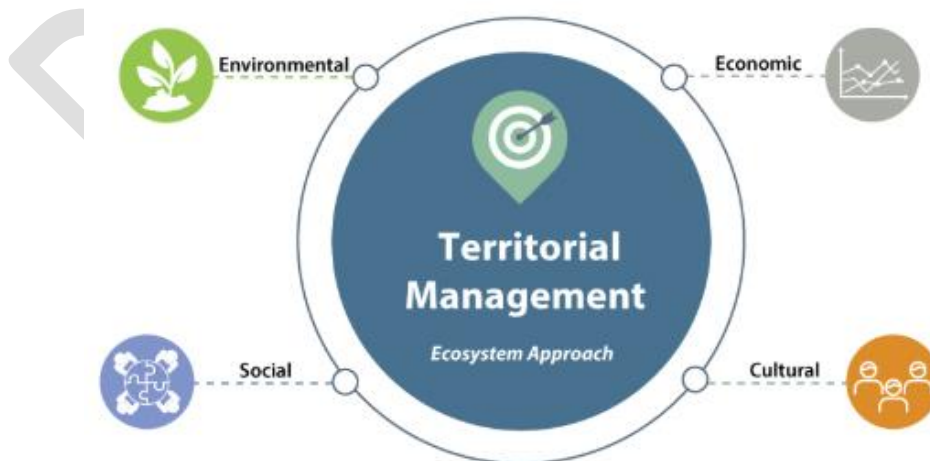 Environmental
Economic
Territorial
Management
Ecosystem Approach
Social
Cultural